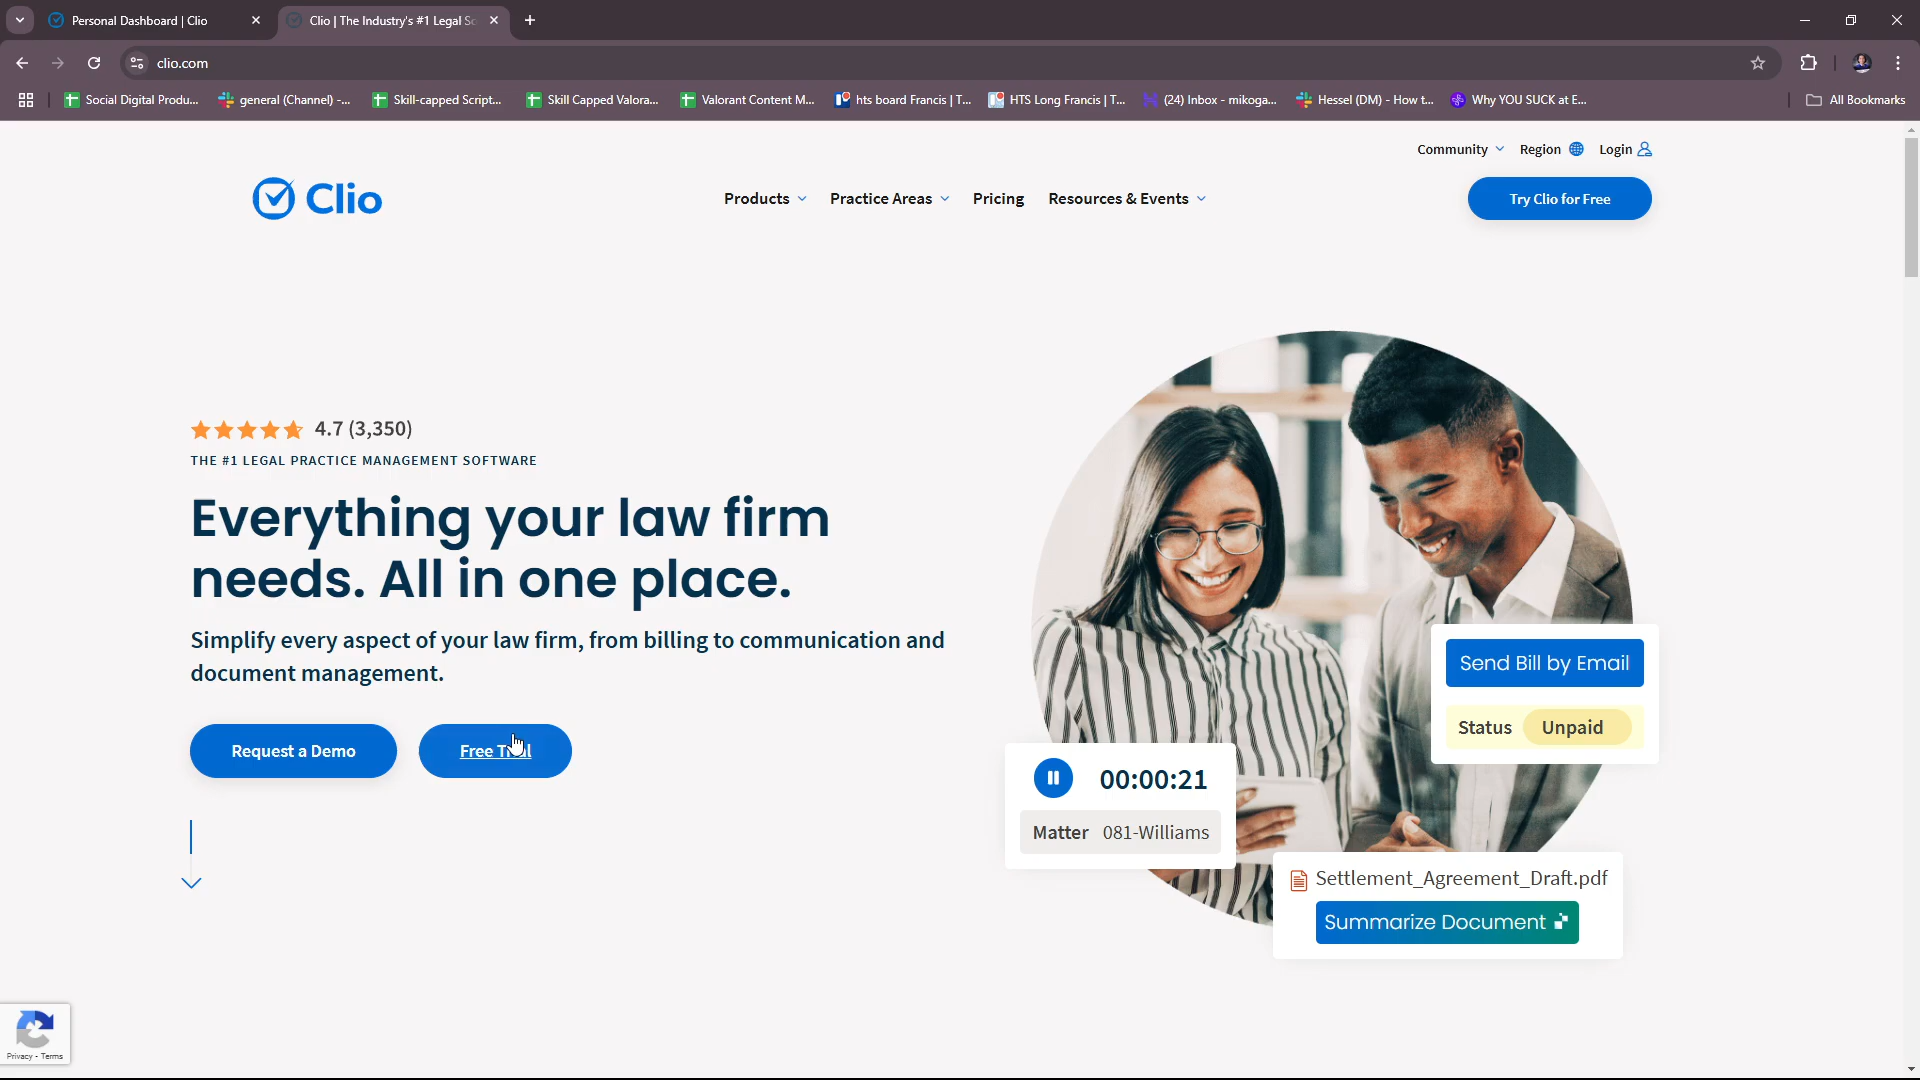 Personal Dashboard | Clio
Clio | The Industry's #1 Legal So
clio.com
Social Digital Produ...
general (Channel) -...
Skill-capped Script...
Skill Capped Valora...
Valorant Content M...
hts board Francis | T...
HTS Long Francis | T...
(24) Inbox - mikoga...
Hessel (DM) - How t...
Why YOU SUCK at E...
All Bookmarks
Community
Region
Login
Clio
Products
Practice Areas
Pricing
Resources & Events
Try Clio for Free
4.7 (3,350)
THE #1 LEGAL PRACTICE MANAGEMENT SOFTWARE
Everything your law firm
needs. All in one place.
Simplify every aspect of your law firm, from billing to communication and
document management.
Request a Demo
Free Trial
Send Bill by Email
Status Unpaid
00:00:21
Matter 081-Williams
Settlement_Agreement_Draft.pdf
Summarize Document
Privacy - Terms